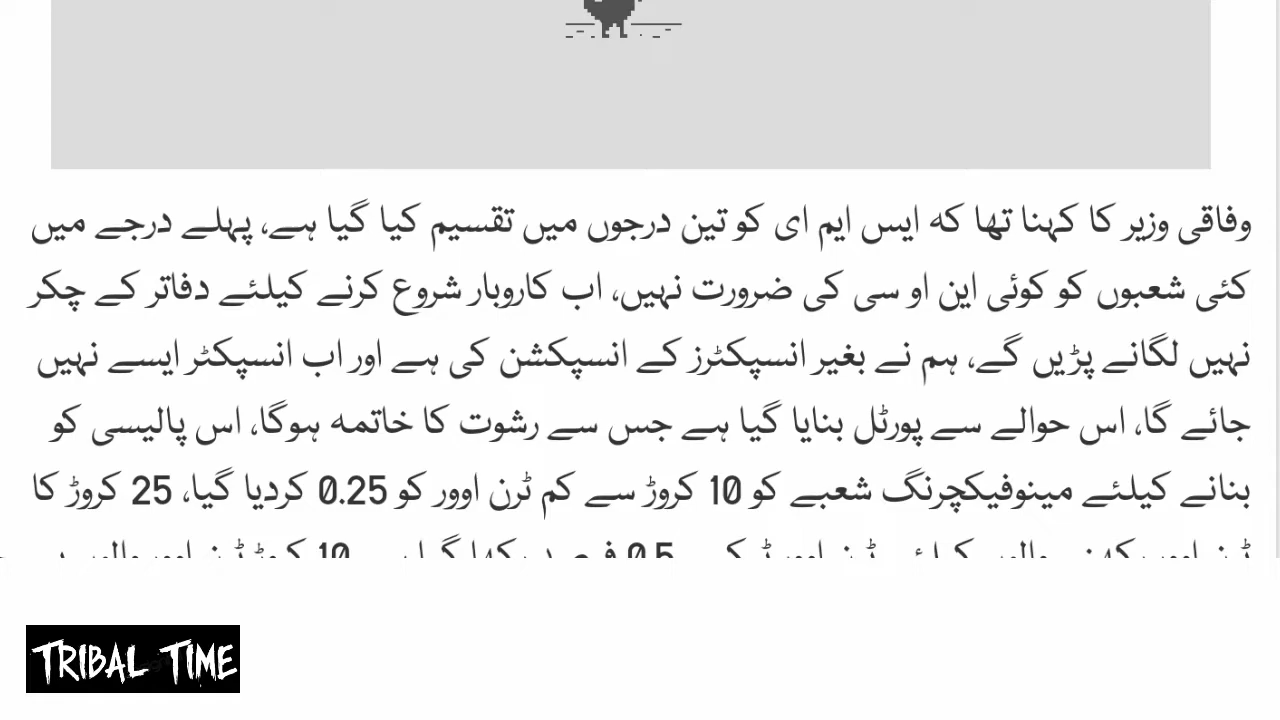 وفاقی وزیر کا کہنا تھا کہ ایس ایم ای کو تین درجوں میں تقسیم کیا گیا ہے، پہلے درجے میں
کئی شعبوں کو کوئی این او سی کی ضرورت نہیں، اب کاروبار شروع کرنے کیلئے دفاتر کے چکر
نہیں لگانے پڑیں گے، ہم نے بغیر انسپکٹرز کے انسپکشن کی ہے اور اب انسپکٹر ایسے نہیں
جائے گا، اس حوالے سے پورٹل بنایا گیا ہے جس سے رشوت کا خاتمہ ہوگا، اس پالیسی کو
بنانے کیلئے مینوفیکچرنگ شعبے کو 10 کروڑ سے کم ٹرن اوور کو 0.25 کردیا گیا، 25 کروڑ کا
TRIBAL TIME